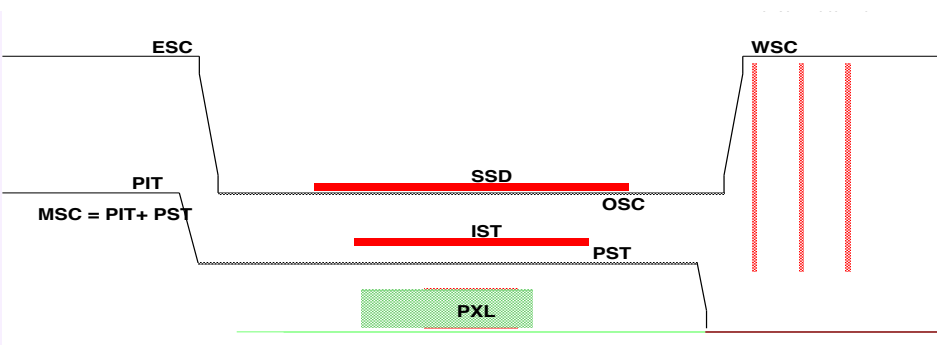 ESC
WSC
PIT
SSD
OSC
MSC = PIT+ PST
IST
PST
PXL